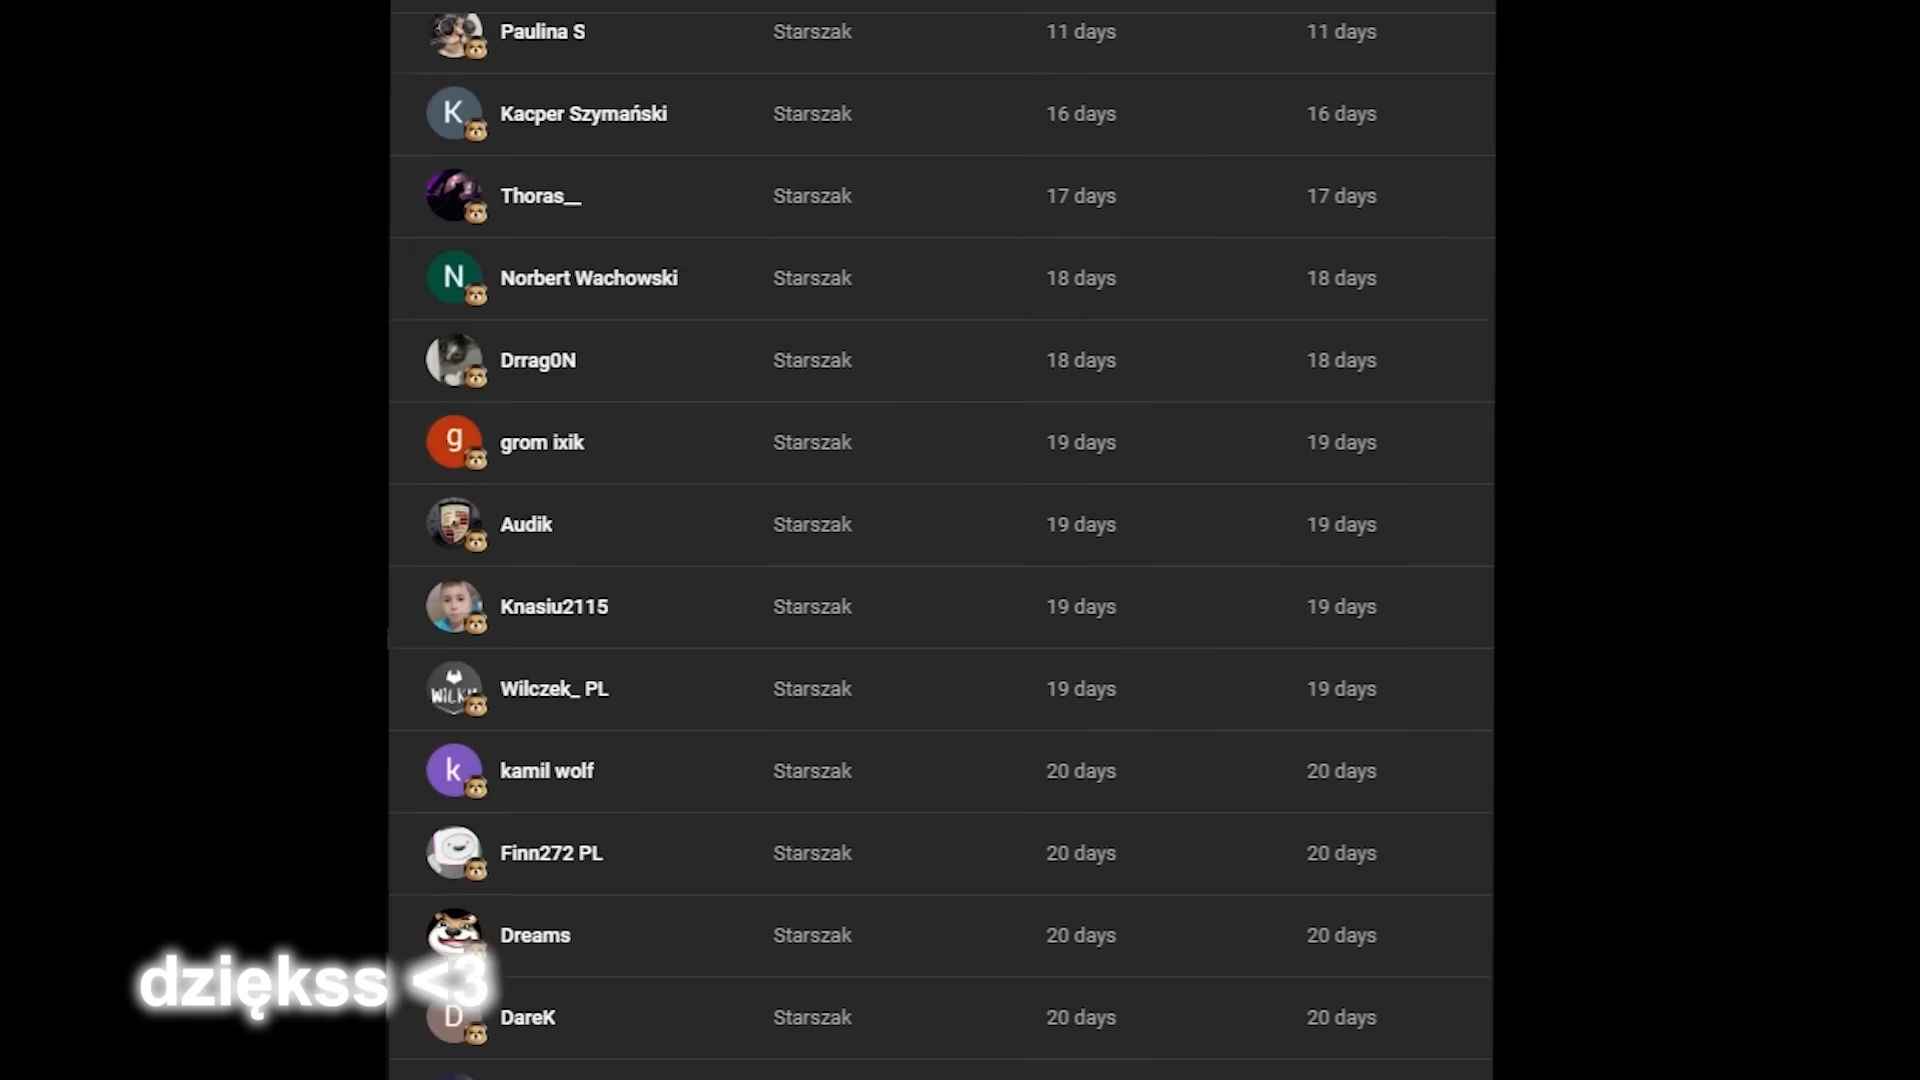 Paulina S Starszak 11 days 11 days
K Kacper Szymański Starszak 16 days 16 days
Thoras__ Starszak 17 days 17 days
N Norbert Wachowski Starszak 18 days 18 days
Drrag0N Starszak 18 days 18 days
g grom ixik Starszak 19 days 19 days
Audik Starszak 19 days 19 days
Knasiu2115 Starszak 19 days 19 days
Wilczek_ PL Starszak 19 days 19 days
k kamil wolf Starszak 20 days 20 days
Finn272 PL Starszak 20 days 20 days
Dreams Starszak 20 days 20 days
dziękss <3
D DareK Starszak 20 days 20 days